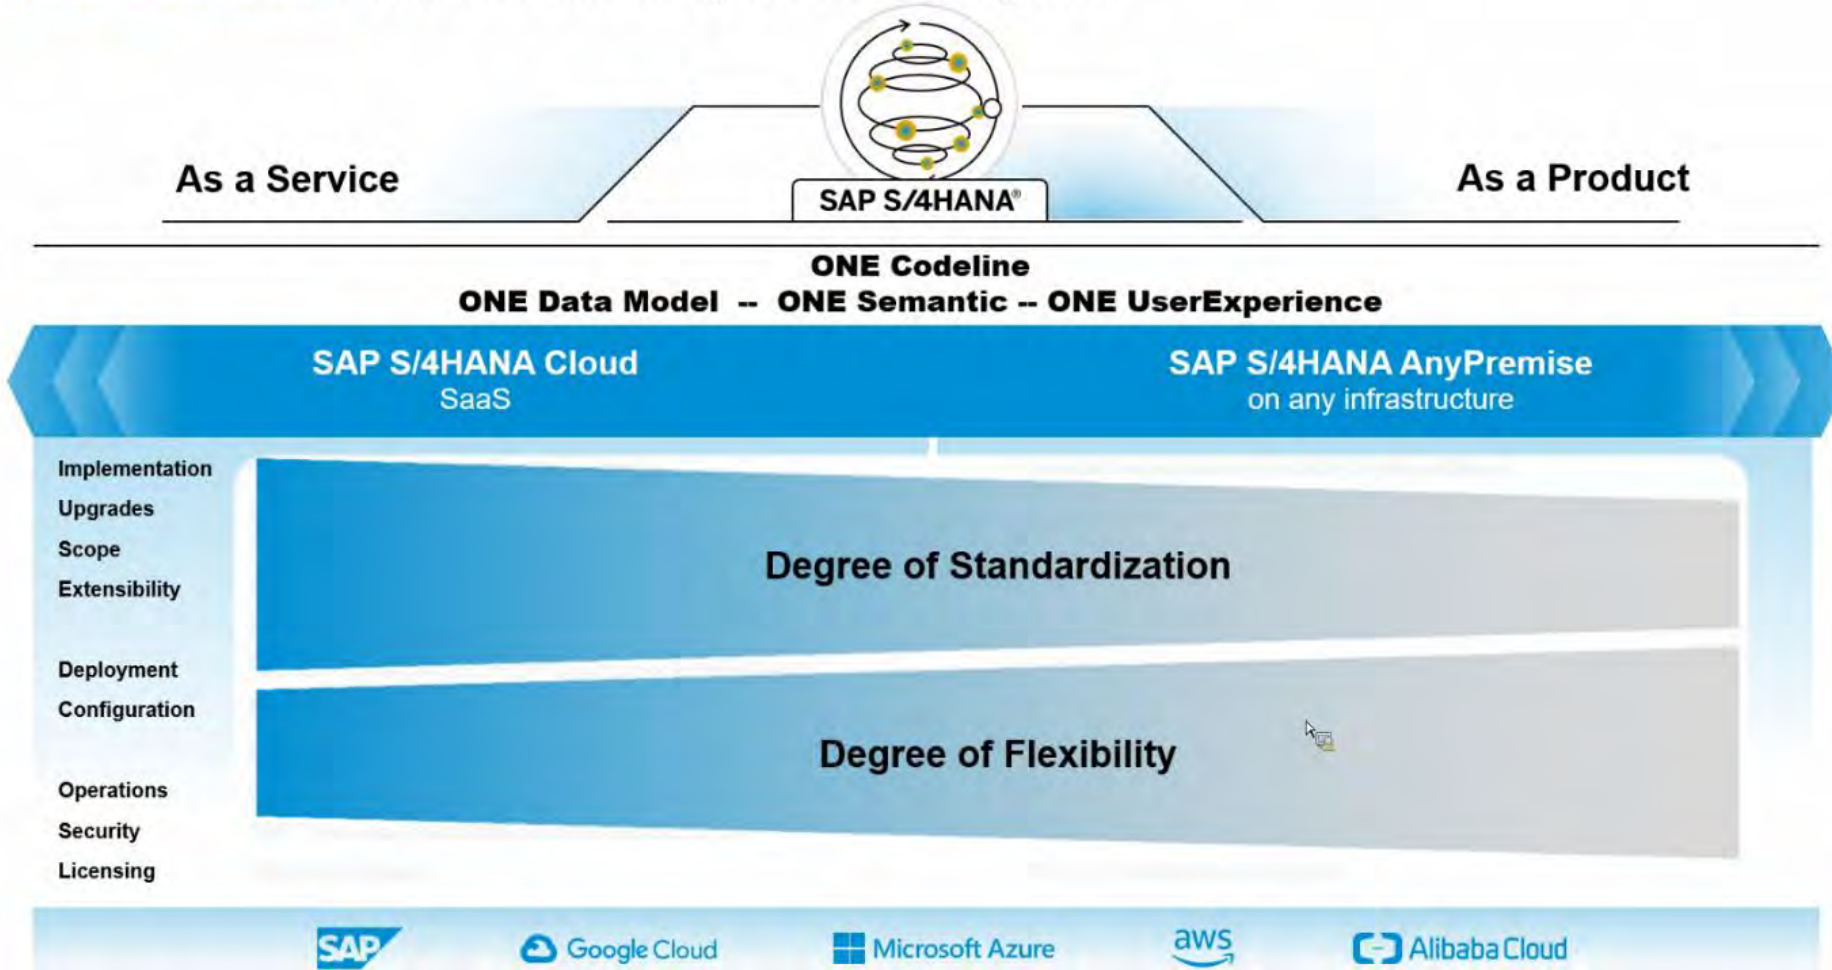 As a Service
SAP S/4HANA®
As a Product
ONE Codeline
ONE Data Model -- ONE Semantic -- ONE UserExperience
SAP S/4HANA Cloud
SaaS
SAP S/4HANA AnyPremise
on any infrastructure
Implementation
Upgrades
Scope
Extensibility
Deployment
Configuration
Operations
Security
Licensing
Degree of Standardization
Degree of Flexibility
SAP
Google Cloud
Microsoft Azure
aws
Alibaba Cloud